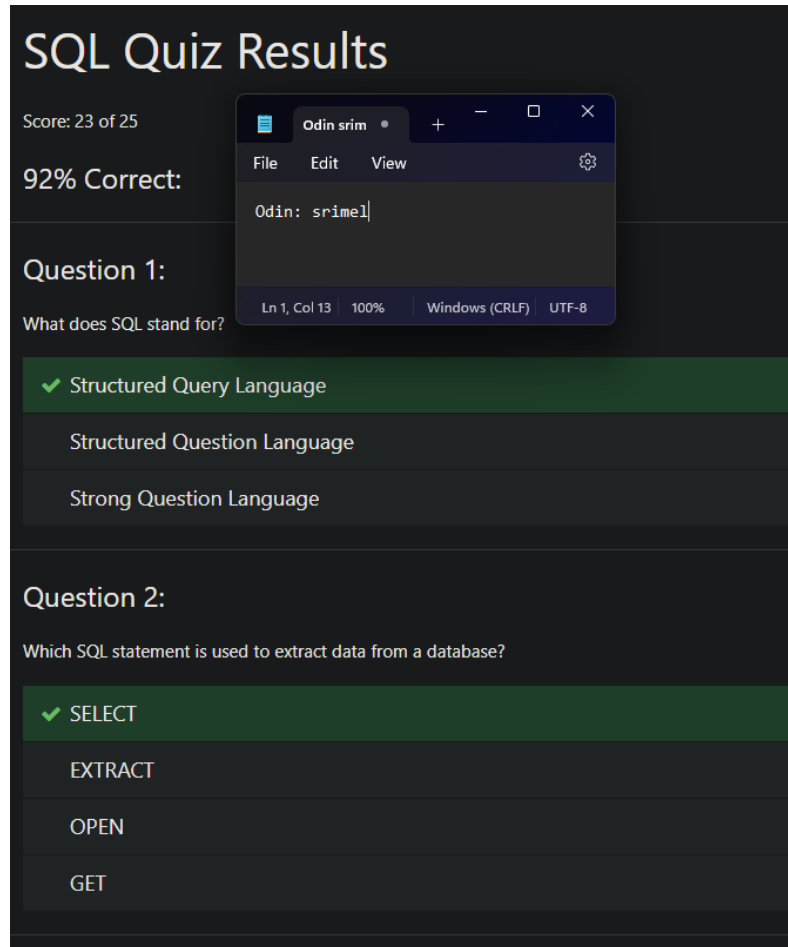 SQL Quiz Results
Score: 23 of 25
92% Correct:
Odin srim
File Edit View
Odin: srimel
Ln 1, Col 13 100% Windows (CRLF) UTF-8
Question 1:
What does SQL stand for?
Structured Query Language
Structured Question Language
Strong Question Language
Question 2:
Which SQL statement is used to extract data from a database?
SELECT
EXTRACT
OPEN
GET